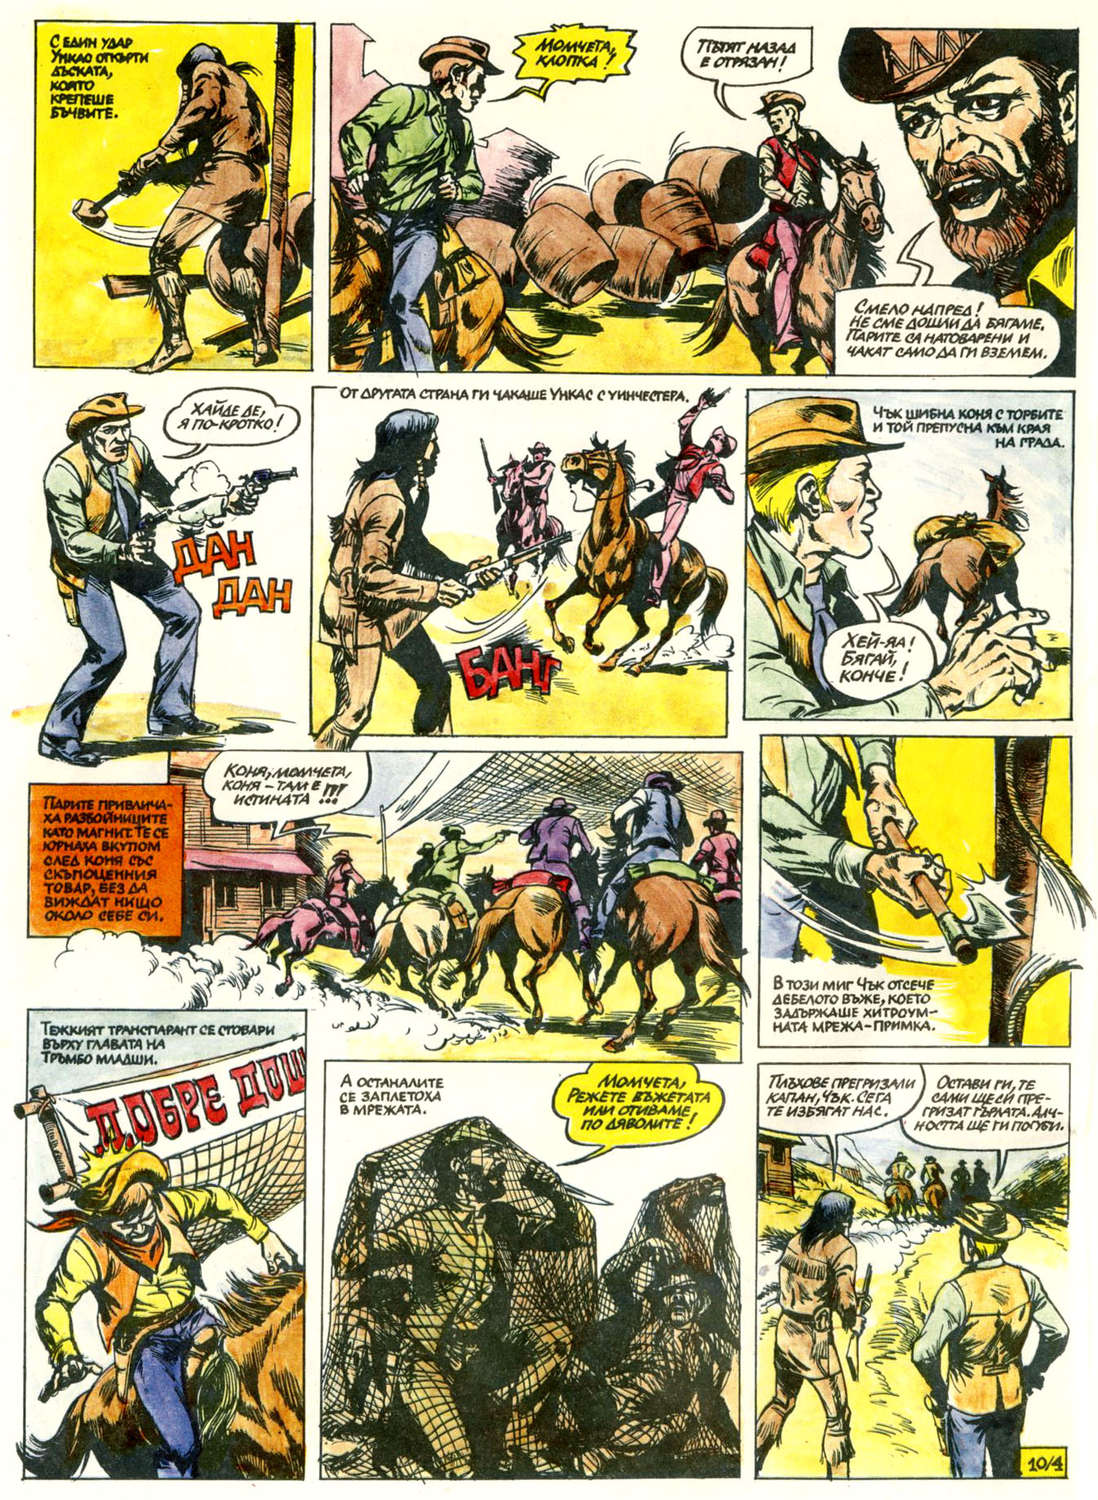 С ЕДИН УДАР
УНКАС ОТКЪРТИ
ДЪСКАТА,
КОЯТО
КРЕПЕШЕ
БЪЧВИТЕ.
МОМЧЕТА,
КЛОПКА!
ПЪТЯТ НАЗАД
Е ОТРЯЗАН!
СМЕЛО НАПРЕД!
НЕ СМЕ ДОШЛИ ДА БЯГАМЕ.
ПАРИТЕ СА НАТОВАРЕНИ И
ЧАКАТ САМО ДА ГИ ВЗЕМЕМ.
ХАЙДЕ ДЕ,
Я ПО-КРОТКО!
ДАН
ДАН
ОТ ДРУГАТА СТРАНА ГИ ЧАКАШЕ УНКАС С УИНЧЕСТЕРА.
БАНГ
ЧЪК ШИБНА КОНЯ С ТОРБИТЕ
И ТОЙ ПРЕПУСНА КЪМ КРАЯ
НА ГРАДА.
ХЕЙ-ЯА!
БЯГАЙ,
КОНЧЕ!
ПАРИТЕ ПРИВЛИЧА-
ХА РАЗБОЙНИЦИТЕ
КАТО МАГНИТ. ТЕ СЕ
ЮРНАХА ВКУПОМ
СЛЕД КОНЯ СЪС
СКЪПОЦЕННИЯ
ТОВАР, БЕЗ ДА
ВИЖДАТ НИЩО
ОКОЛО СЕБЕ СИ.
КОНЯ, МОМЧЕТА,
КОНЯ – ТАМ Е
ИСТИНАТА!!!
В ТОЗИ МИГ ЧЪК ОТСЕЧЕ
ДЕБЕЛОТО ВЪЖЕ, КОЕТО
ЗАДЪРЖАШЕ ХИТРОУМ-
НАТА МРЕЖА-ПРИМКА.
ТЕЖКИЯТ ТРАНСПАРАНТ СЕ СТОВАРИ
ВЪРХУ ГЛАВАТА НА
ТРЪМБО МЛАДШИ.
ДОБРЕ ДОШ
А ОСТАНАЛИТЕ
СЕ ЗАПЛЕТОХА
В МРЕЖАТА.
МОМЧЕТА,
РЕЖЕТЕ ВЪЖЕТАТА
ИЛИ ОТИВАМЕ
ПО ДЯВОЛИТЕ!
ПЛЪХОВЕ ПРЕГРИЗАЛИ
КАПАН, ЧЪК. СЕГА
ТЕ ИЗБЯГАТ НАС.
ОСТАВИ ГИ, ТЕ
САМИ ЩЕ СИ ПРЕ-
ГРИЗАТ ГЪРЛАТА. АЛЧ-
НОСТТА ЩЕ ГИ ПОГУБИ.
10/4